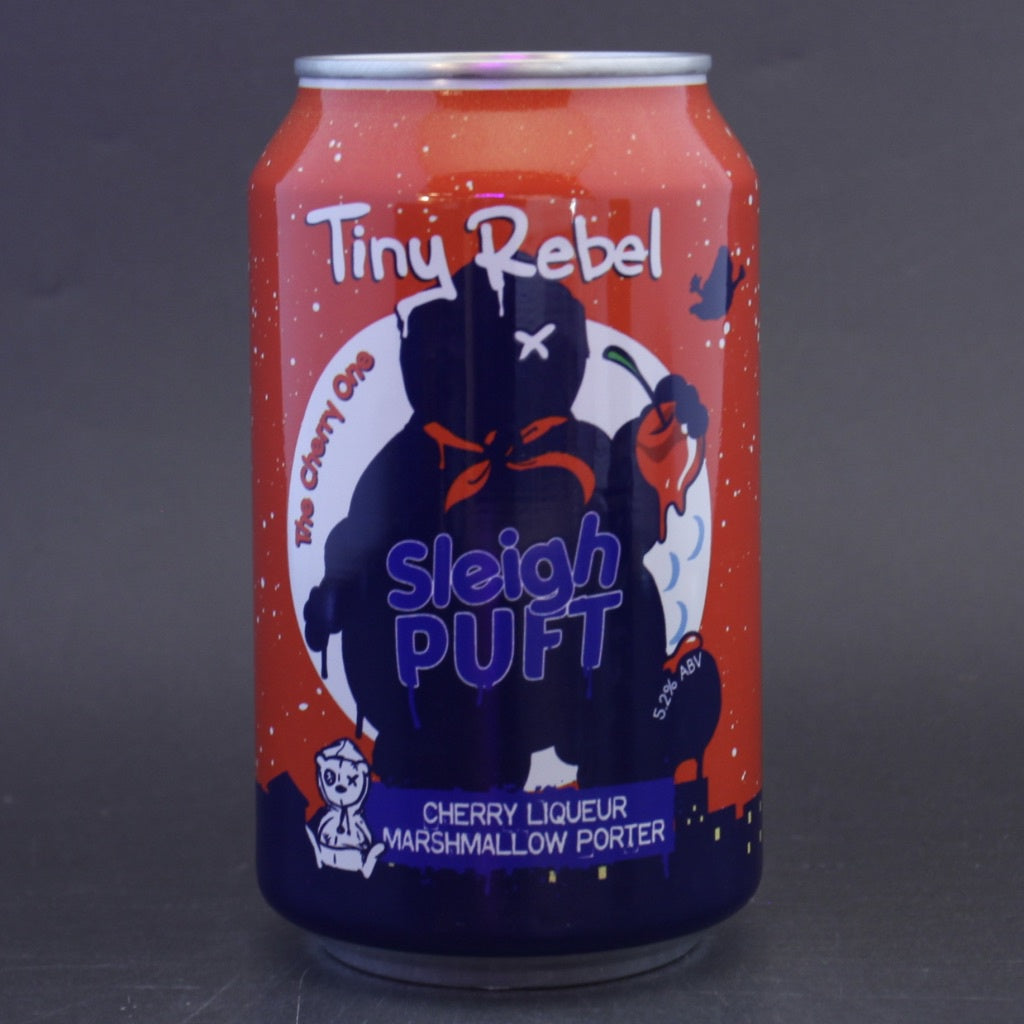 Tiny Rebel
The Cherry One
Sleigh
PUFT
5.2% ABV
CHERRY LIQUEUR
MARSHMALLOW PORTER